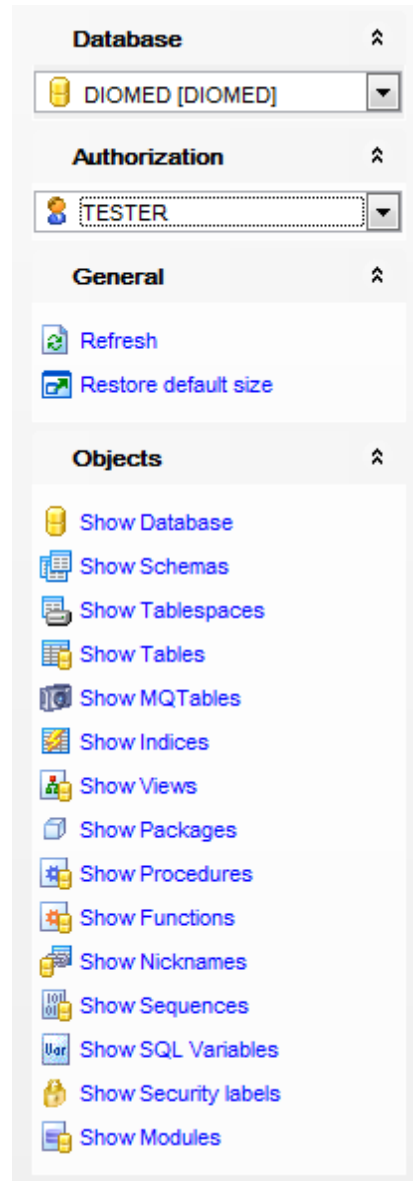 Database
DIOMED [DIOMED]
Authorization
TESTER
General
Refresh
Restore default size
Objects
Show Database
Show Schemas
Show Tablespaces
Show Tables
Show MQTables
Show Indices
Show Views
Show Packages
Show Procedures
Show Functions
Show Nicknames
Show Sequences
Var Show SQL Variables
Show Security labels
Show Modules